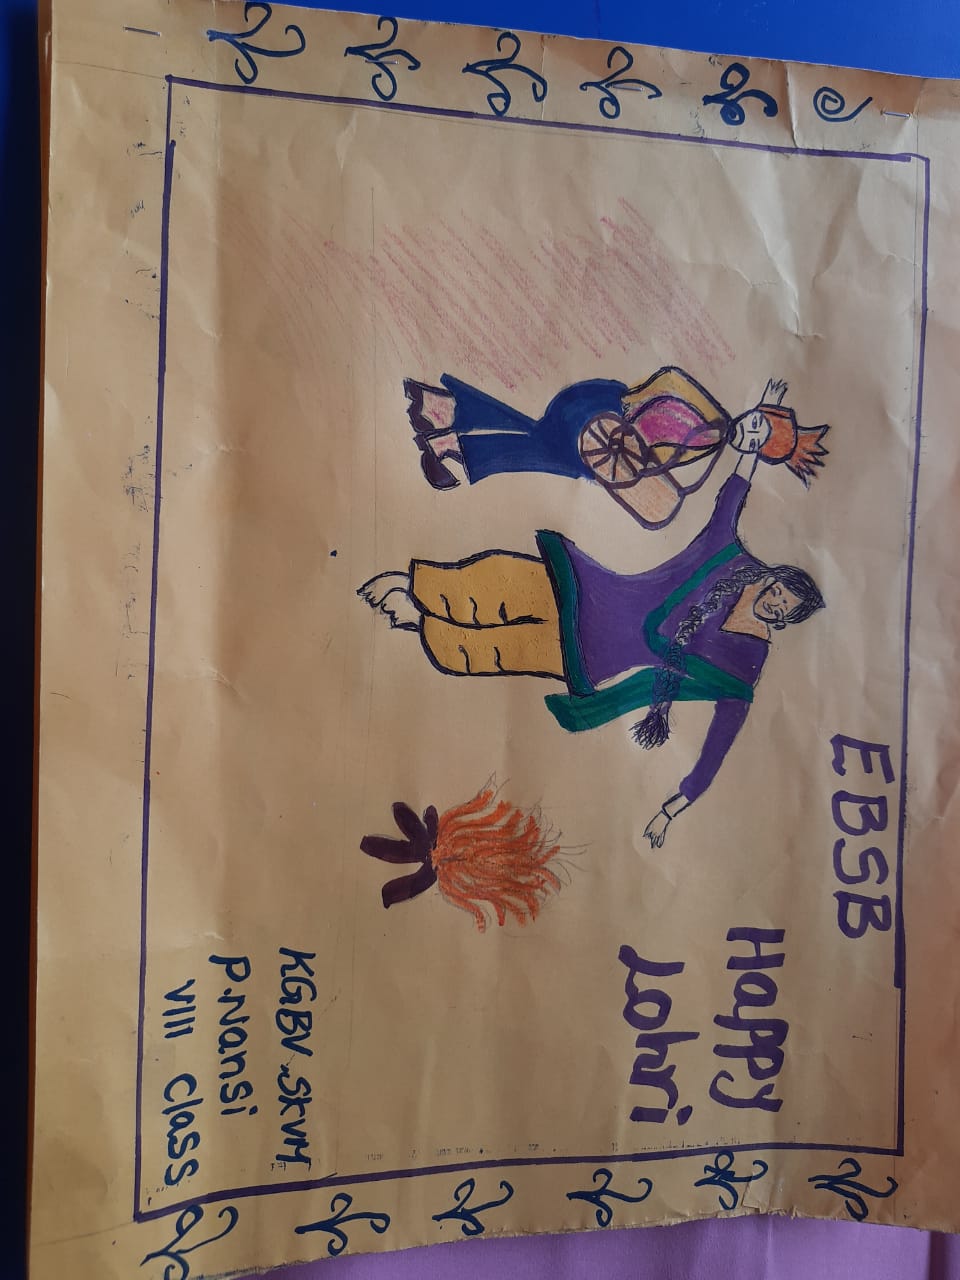 EBSB
Happy
Lohri
KGBV.SKVM
P.Nansi
VIII Class